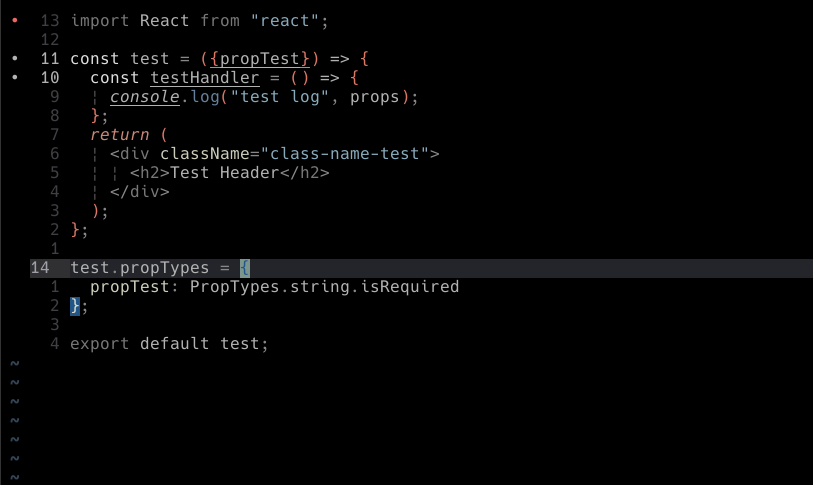 • 13 import React from "react";
12
• 11 const test = ({propTest}) => {
• 10   const testHandler = () => {
9     console.log("test log", props);
8   };
7   return (
6     <div className="class-name-test">
5       <h2>Test Header</h2>
4     </div>
3   );
2 };
1
14 test.propTypes = {
1   propTest: PropTypes.string.isRequired
2 };
3
4 export default test;
~
~
~
~
~
~
~